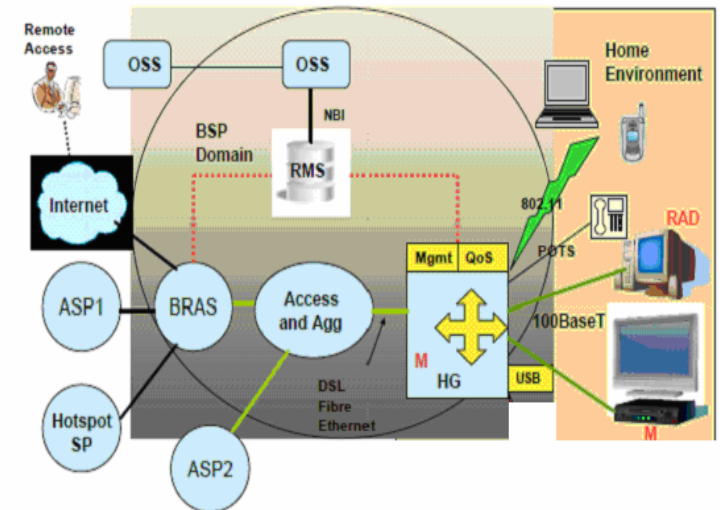 Remote
Access
OSS
OSS
Home
Environment
NBI
BSP
Domain
RMS
Internet
802.11
Mgmt
QoS
RAD
POTS
ASP1
BRAS
Access
and Agg
100BaseT
M
HG
USB
DSL
Fibre
Ethernet
Hotspot
SP
ASP2
M